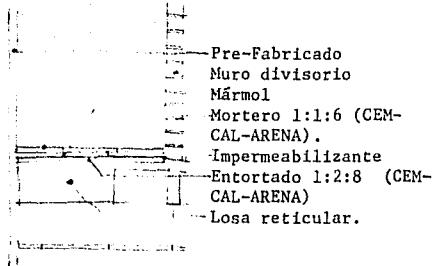 Pre-Fabricado
Muro divisorio
Mármol
Mortero 1:1:6 (CEM-
CAL-ARENA).
Impermeabilizante
Entortado 1:2:8 (CEM-
CAL-ARENA)
Losa reticular.